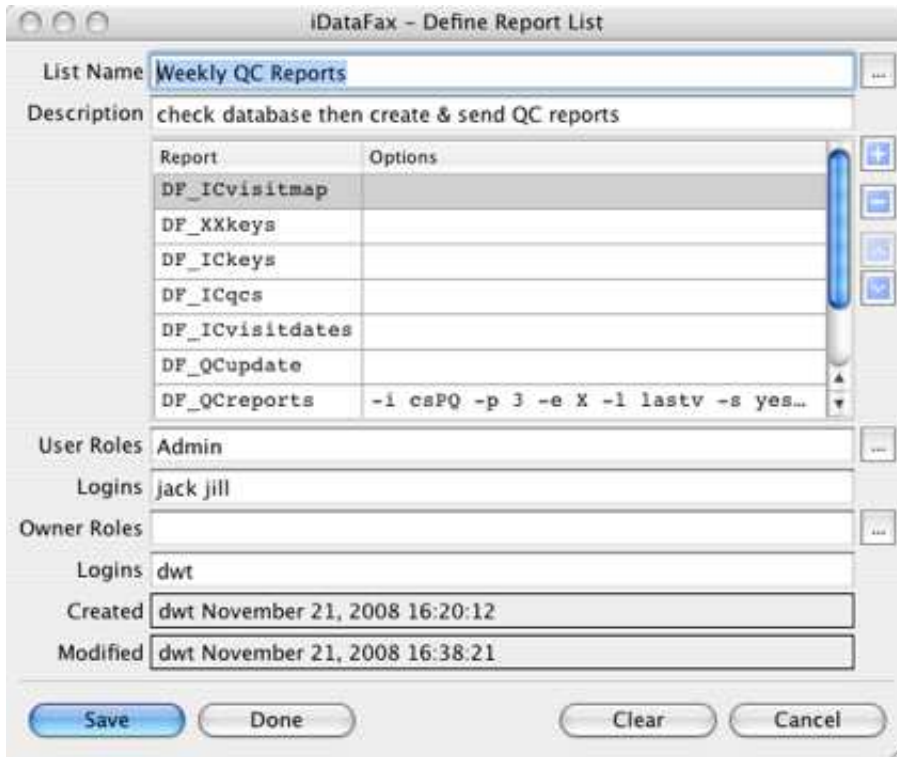 iDataFax - Define Report List
List Name Weekly QC Reports ...
Description check database then create & send QC reports
Report Options
DF_ICvisitmap
DF_XXkeys
DF_ICkeys
DF_ICqcs
DF_ICvisitdates
DF_QCupdate
DF_QCreports -i csPQ -p 3 -e X -l lastv -s yes...
User Roles Admin ...
Logins jack jill
Owner Roles ...
Logins dwt
Created dwt November 21, 2008 16:20:12
Modified dwt November 21, 2008 16:38:21
Save Done Clear Cancel